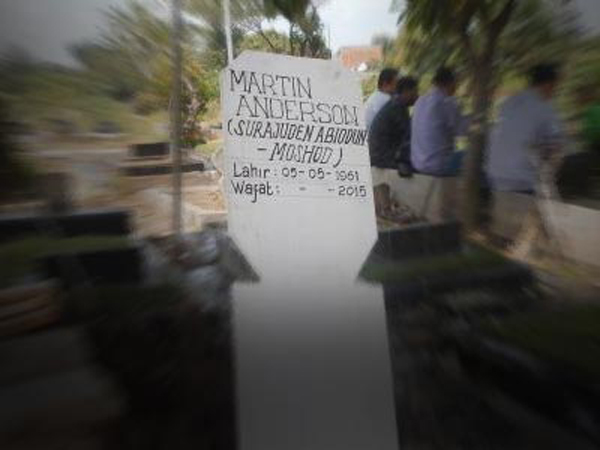 MARTIN
ANDERSON
(SURAJUDEN ABIODUN
- MOSHOD)
Lahir : 05-05-1961
Wafat : - - 2015